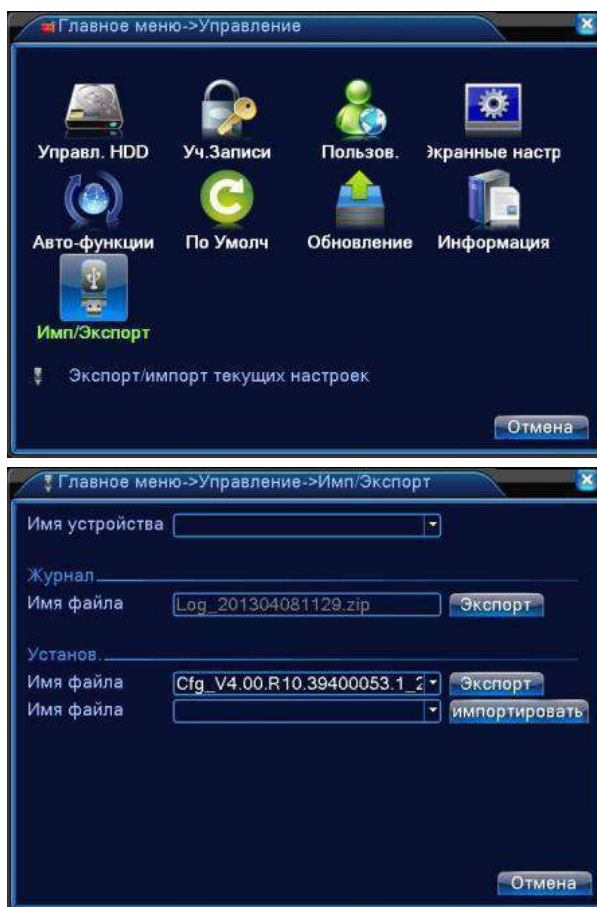 Главное меню->Управление
Управл. HDD Уч.Записи Пользов. Экранные настр
Авто-функции По Умолч Обновление Информация
Имп/Экспорт
Экспорт/импорт текущих настроек
Отмена
Главное меню->Управление->Имп/Экспорт
Имя устройства
Журнал
Имя файла Log_201304081129.zip Экспорт
Установ.
Имя файла Cfg_V4.00.R10.39400053.1_2 Экспорт
Имя файла импортировать
Отмена